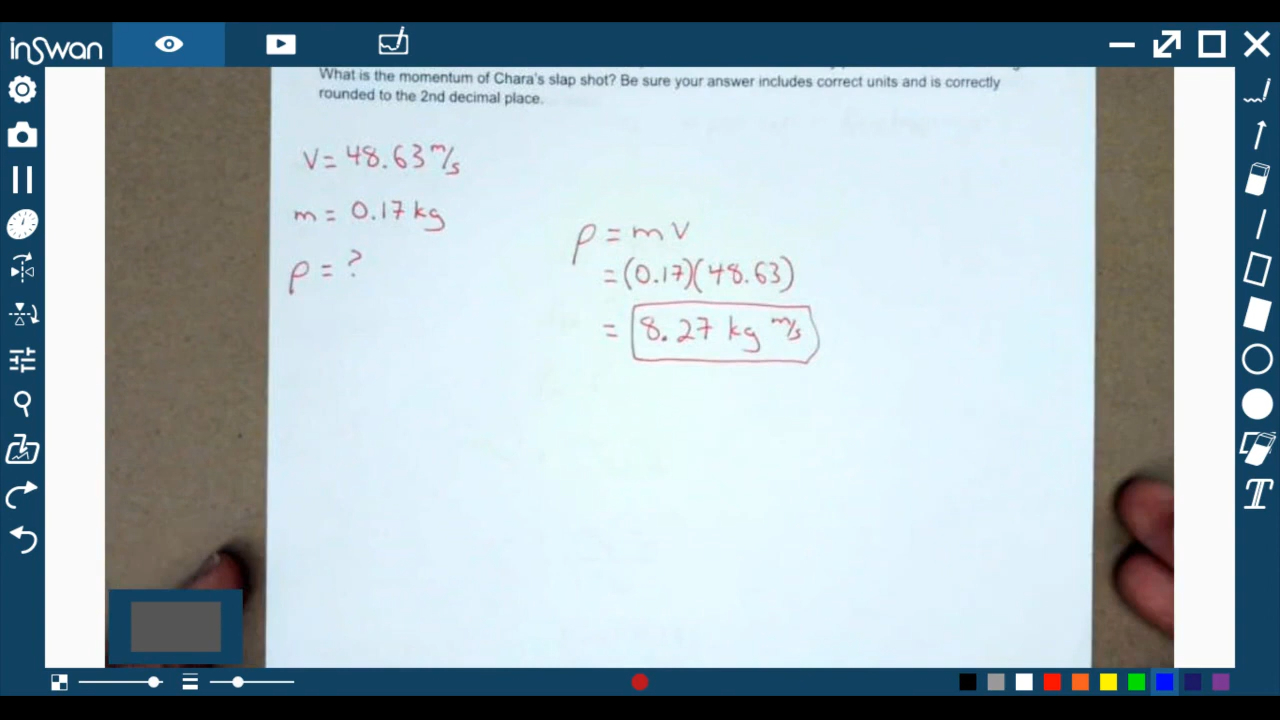 inSwan
What is the momentum of Chara's slap shot? Be sure your answer includes correct units and is correctly
rounded to the 2nd decimal place.
V = 48.63 m/s
m = 0.17 kg
ρ = ?
ρ = m V
= (0.17)(48.63)
= 8.27 kg m/s
T